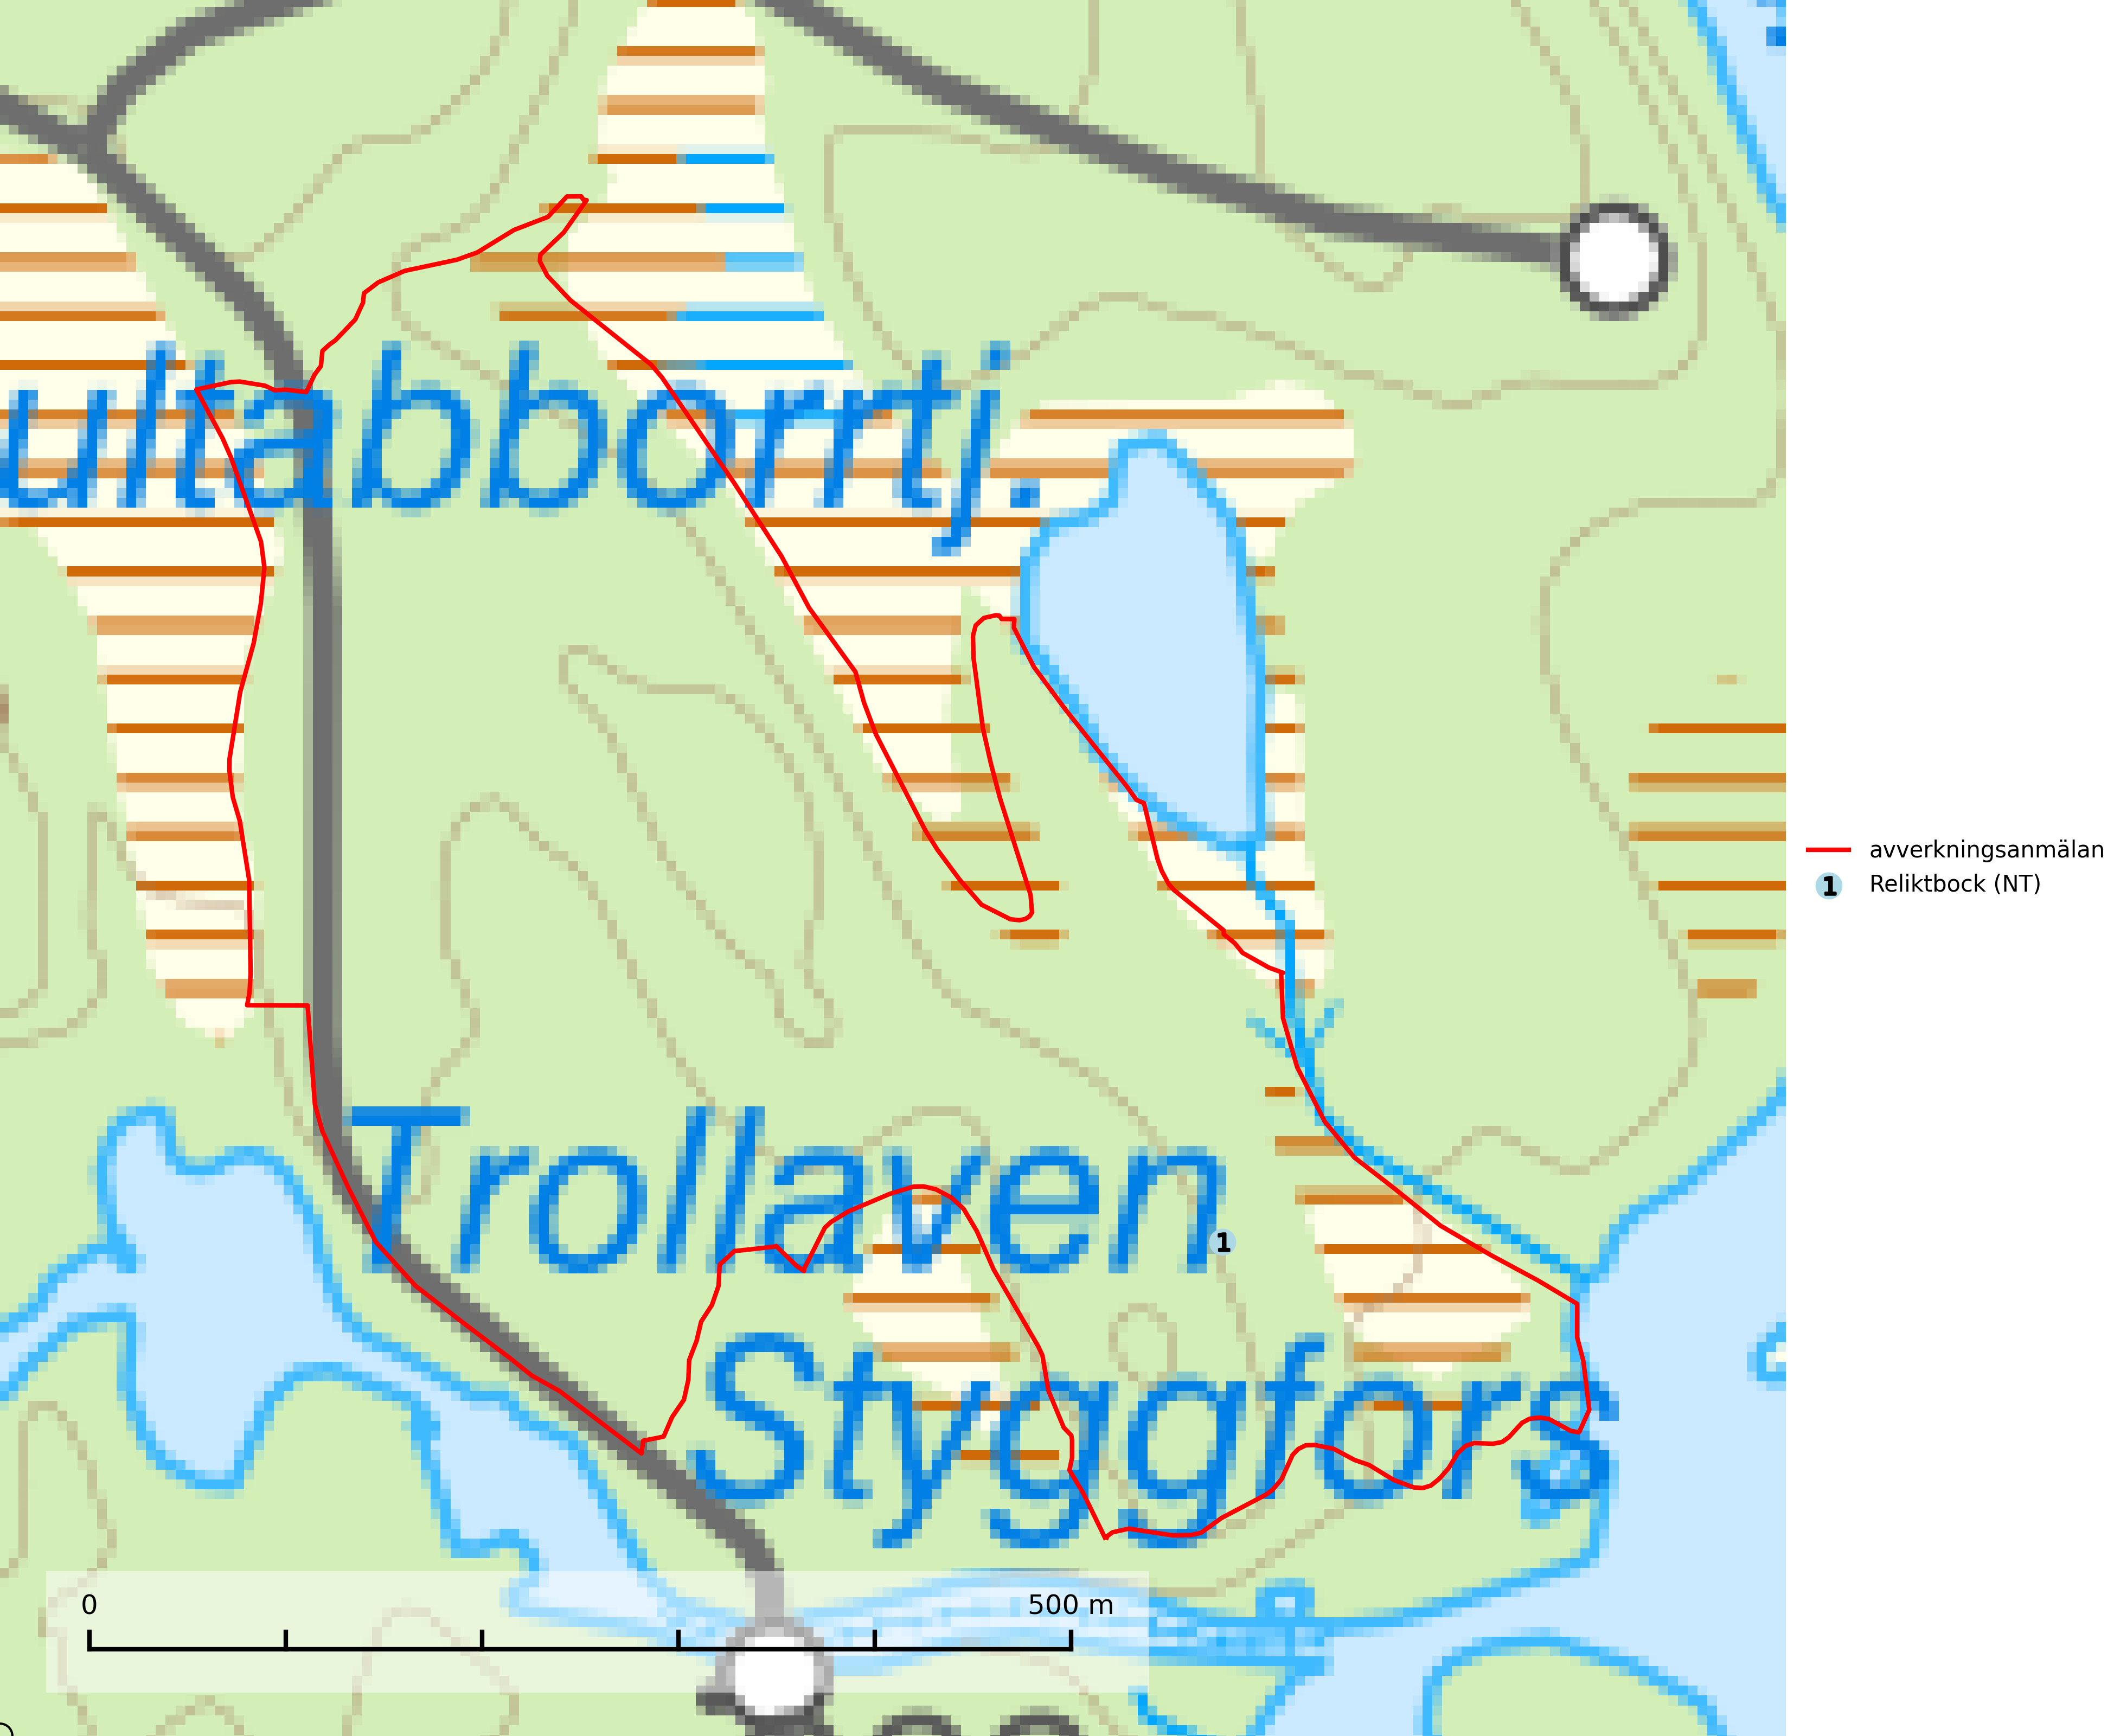 ultabborrtj.
Trollaven
1
Styggfors
avverkningsanmälan
1 Reliktbock (NT)
0 500 m